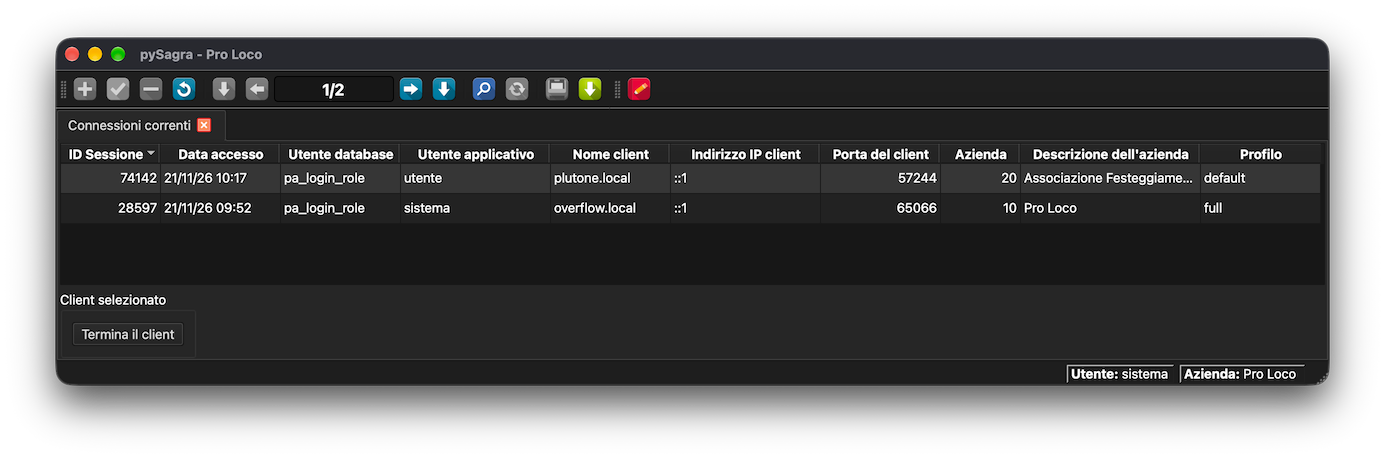 pySagra - Pro Loco
1/2
Connessioni correnti
ID Sessione Data accesso Utente database Utente applicativo Nome client Indirizzo IP client Porta del client Azienda Descrizione dell'azienda Profilo
74142 21/11/26 10:17 pa_login_role utente plutone.local ::1 57244 20 Associazione Festeggiame... default
28597 21/11/26 09:52 pa_login_role sistema overflow.local ::1 65066 10 Pro Loco full
Client selezionato
Termina il client
Utente: sistema Azienda: Pro Loco